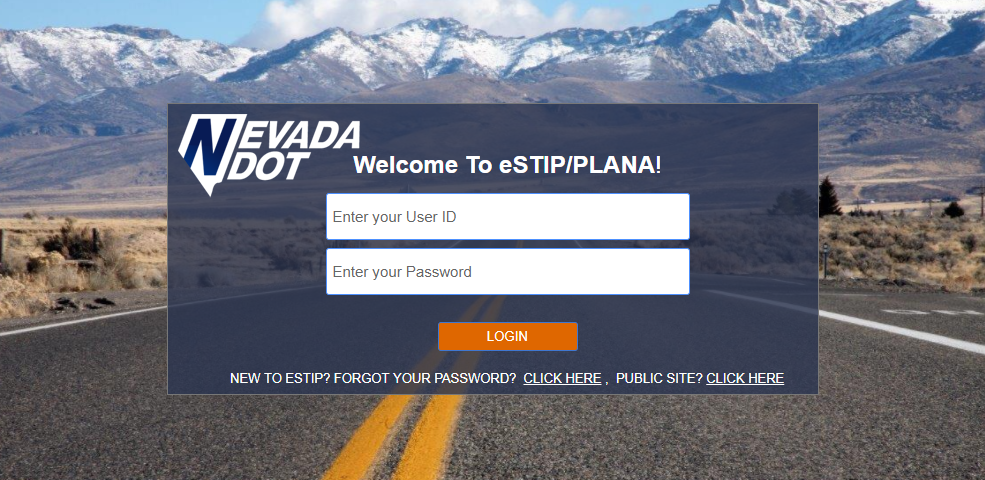 NEVADA
DOT
Welcome To eSTIP/PLANA!
Enter your User ID
Enter your Password
LOGIN
NEW TO ESTIP? FORGOT YOUR PASSWORD? CLICK HERE , PUBLIC SITE? CLICK HERE